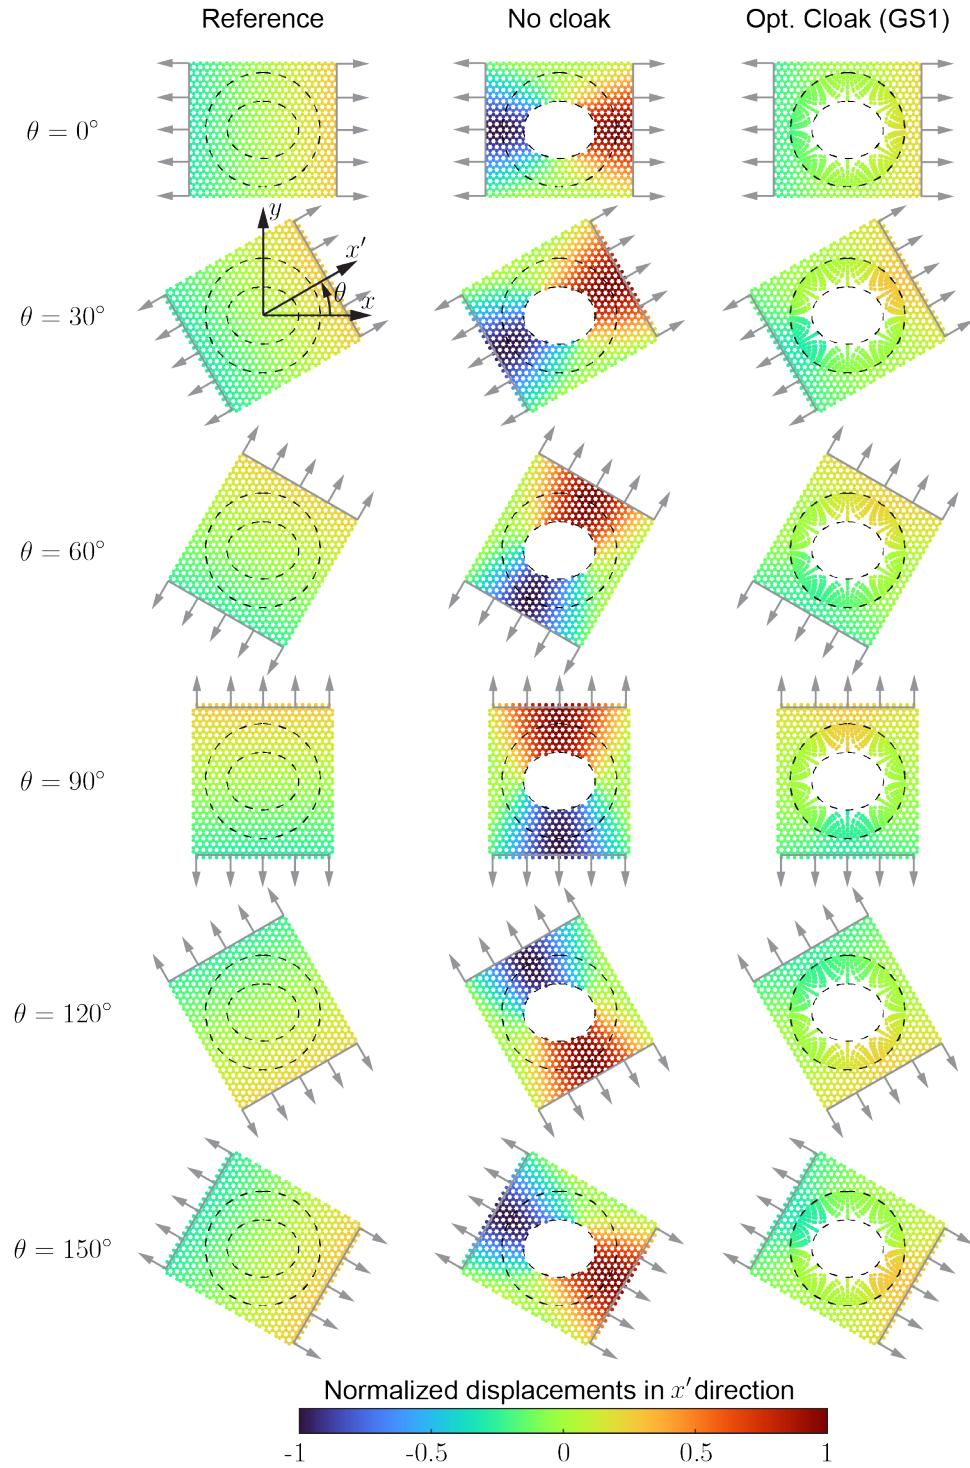 Reference No cloak Opt. Cloak (GS1)
θ = 0°
y
x′
θ
x
θ = 30°
θ = 60°
θ = 90°
θ = 120°
θ = 150°
Normalized displacements in x′ direction
-1 -0.5 0 0.5 1